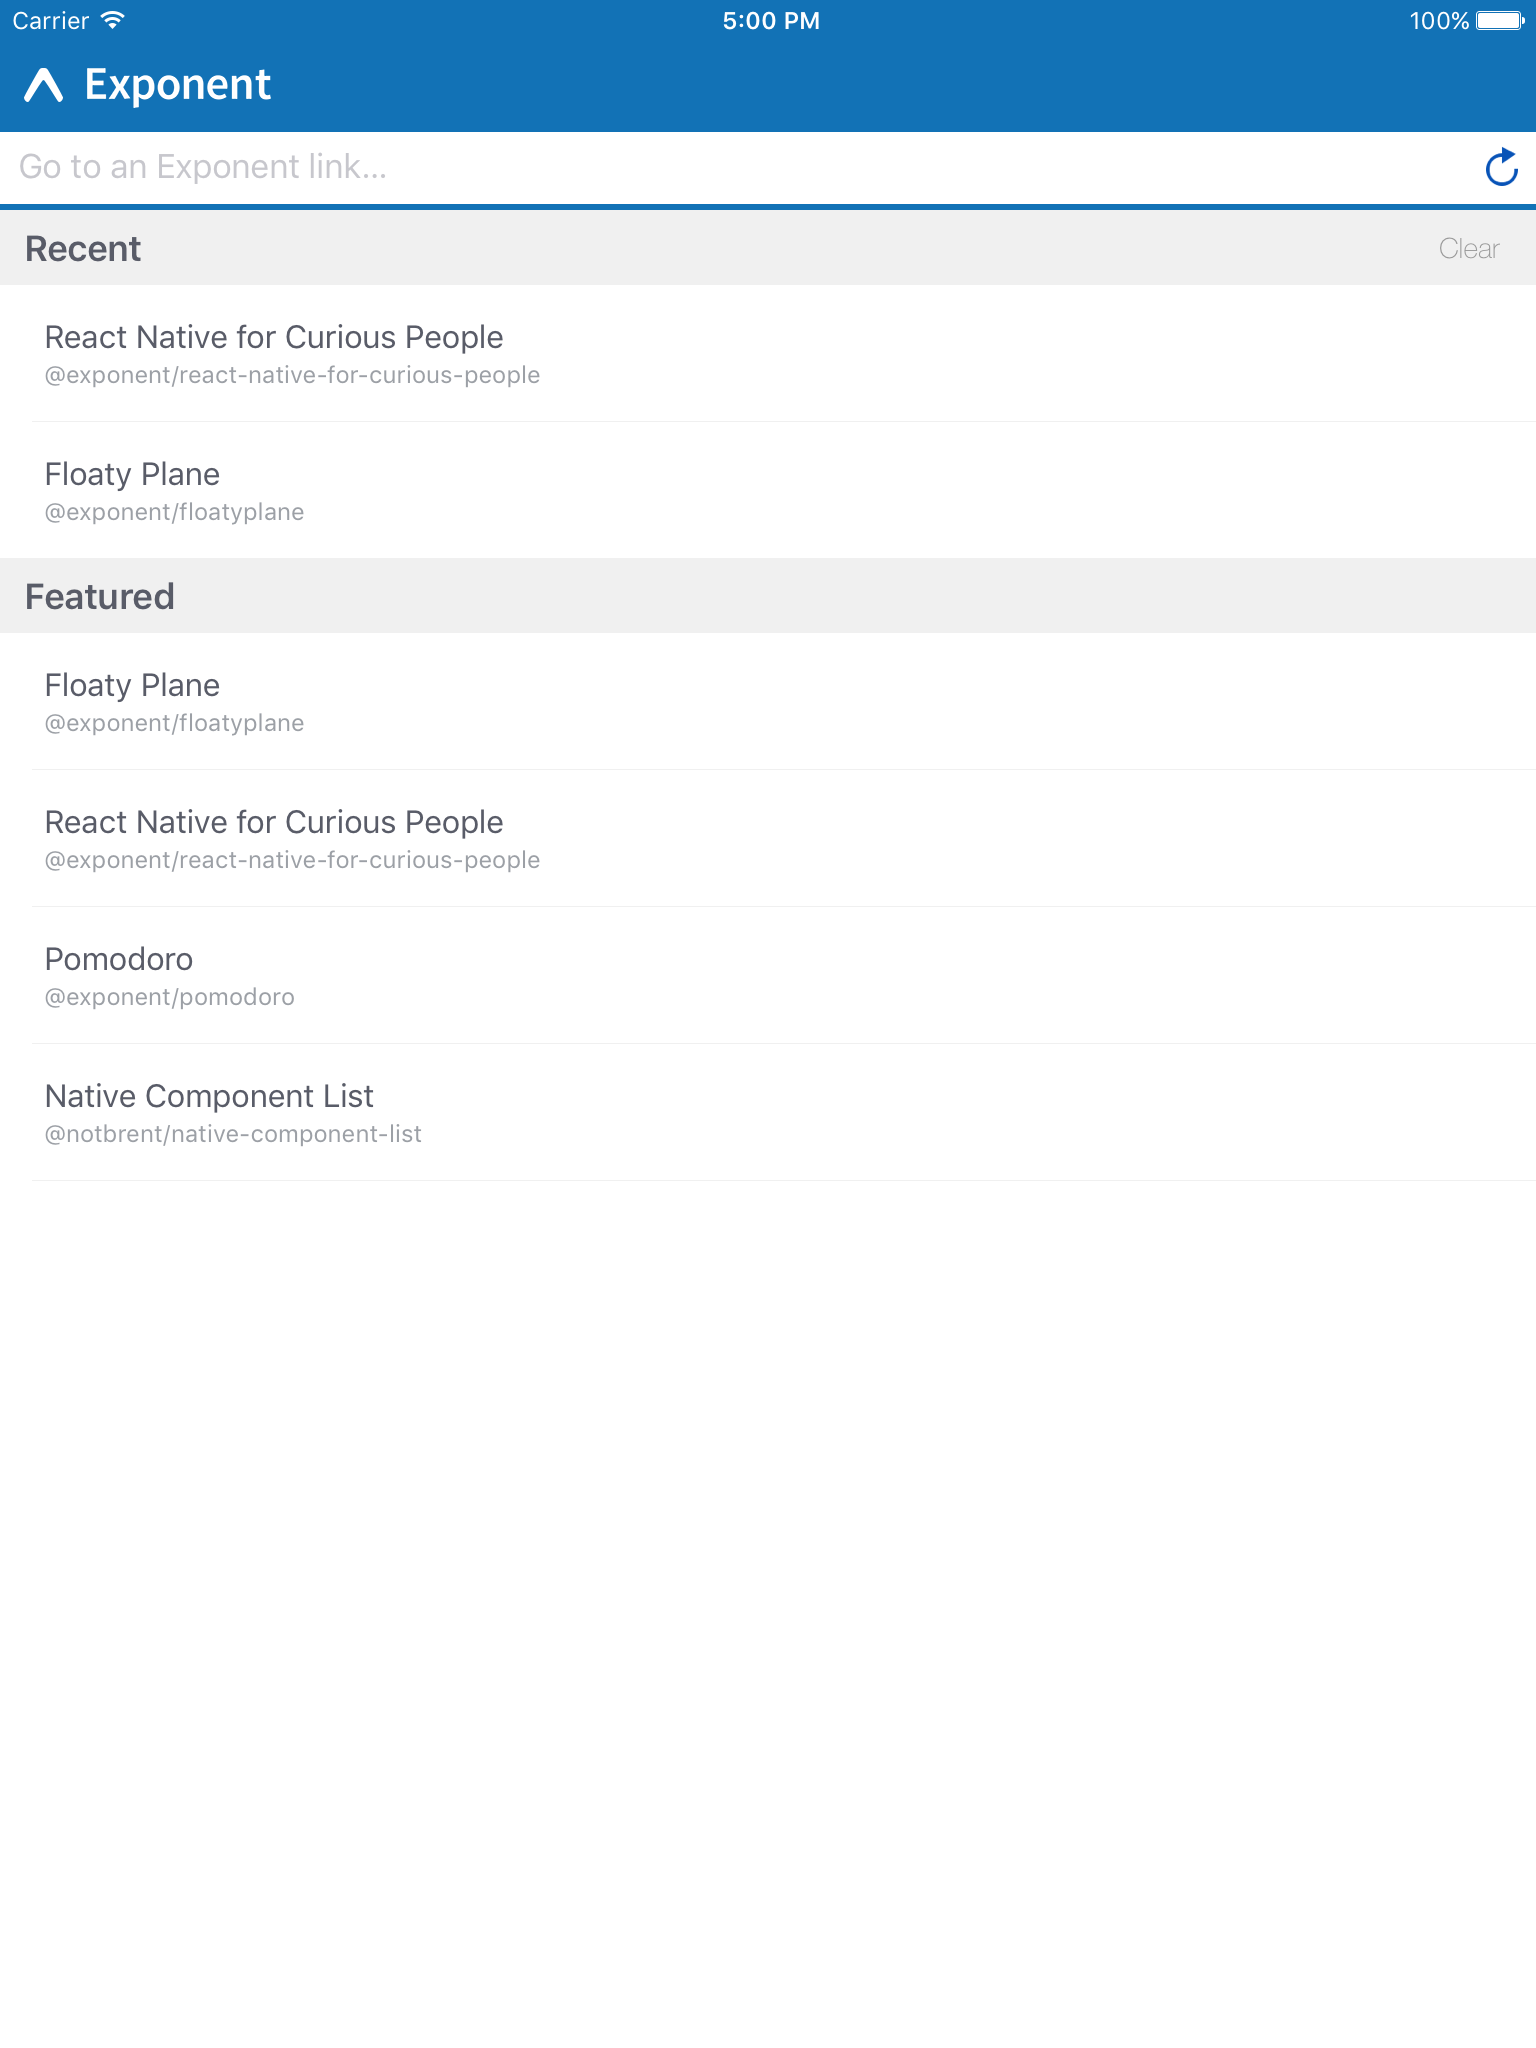 Carrier 5:00 PM 100%
Exponent
Go to an Exponent link...
Recent Clear
React Native for Curious People
@exponent/react-native-for-curious-people
Floaty Plane
@exponent/floatyplane
Featured
Floaty Plane
@exponent/floatyplane
React Native for Curious People
@exponent/react-native-for-curious-people
Pomodoro
@exponent/pomodoro
Native Component List
@notbrent/native-component-list